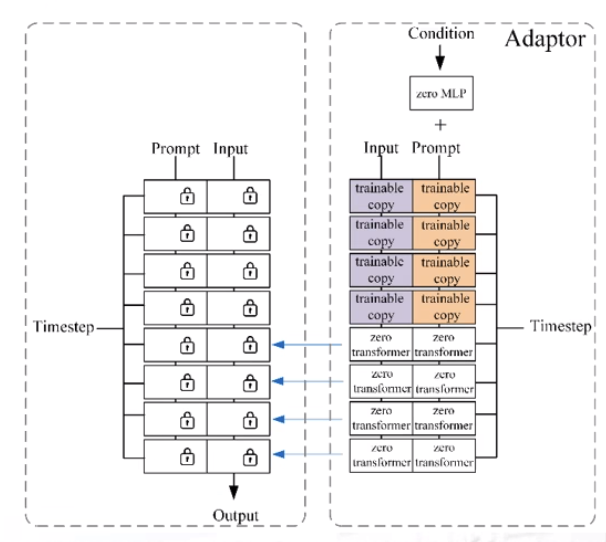 Condition
Adaptor
zero MLP
+
Prompt Input
Input Prompt
trainable copy trainable copy
trainable copy trainable copy
trainable copy trainable copy
trainable copy trainable copy
Timestep
Timestep
zero transformer zero transformer
zero transformer zero transformer
zero transformer zero transformer
zero transformer zero transformer
Output